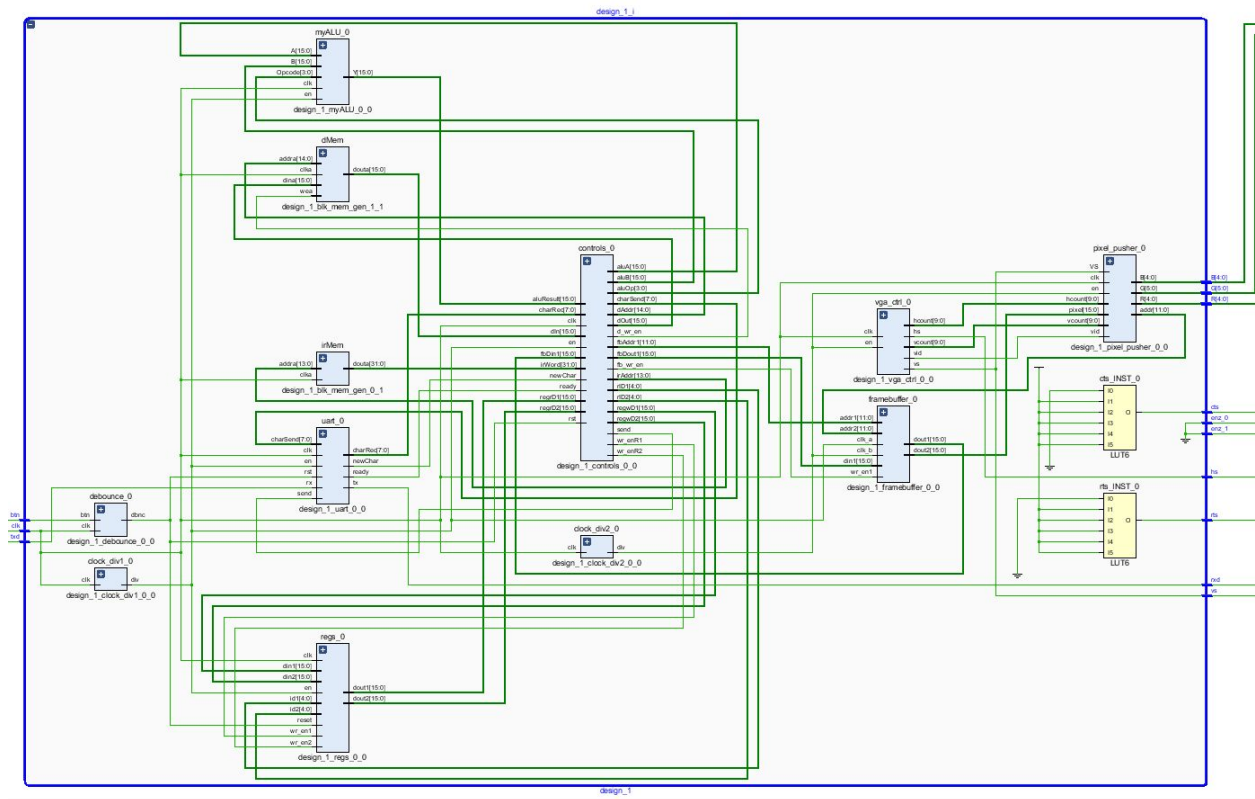 design_1_i
myALU_0
A[15:0]
B[15:0]
Opcode[3:0]
clk
en
Y[15:0]
design_1_myALU_0_0
dMem
addra[14:0]
clka
dina[15:0]
wea
douta[15:0]
design_1_blk_mem_gen_1_1
irMem
addra[13:0]
clka
douta[31:0]
design_1_blk_mem_gen_0_1
uart_0
charSend[7:0]
clk
en
rst
rx
send
charRec[7:0]
newChar
ready
tx
design_1_uart_0_0
btn
clk
txd
debounce_0
btn
clk
dbnc
design_1_debounce_0_0
clock_div1_0
clk
div
design_1_clock_div1_0_0
regs_0
clk
din1[15:0]
din2[15:0]
en
id1[4:0]
id2[4:0]
reset
wr_en1
wr_en2
dout1[15:0]
dout2[15:0]
design_1_regs_0_0
controls_0
aluResult[15:0]
charRec[7:0]
clk
dIn[15:0]
en
fbDin1[15:0]
irWord[31:0]
newChar
ready
regrD1[15:0]
regrD2[15:0]
rst
aluA[15:0]
aluB[15:0]
aluOp[3:0]
charSend[7:0]
dAddr[14:0]
dOut[15:0]
d_wr_en
fbAddr1[11:0]
fbDout1[15:0]
fb_wr_en
irAddr[13:0]
rID1[4:0]
rID2[4:0]
regwD1[15:0]
regwD2[15:0]
send
wr_enR1
wr_enR2
design_1_controls_0_0
clock_div2_0
clk
div
design_1_clock_div2_0_0
vga_ctrl_0
clk
en
hcount[9:0]
hs
vcount[9:0]
vid
vs
design_1_vga_ctrl_0_0
framebuffer_0
addr1[11:0]
addr2[11:0]
clk_a
clk_b
din1[15:0]
wr_en1
dout1[15:0]
dout2[15:0]
design_1_framebuffer_0_0
pixel_pusher_0
VS
clk
en
hcount[9:0]
pixel[15:0]
vcount[9:0]
vid
B[4:0]
G[5:0]
R[4:0]
addr[11:0]
design_1_pixel_pusher_0_0
cts_INST_0
I0
I1
I2
I3
I4
I5
O
LUT6
rts_INST_0
I0
I1
I2
I3
I4
I5
O
LUT6
B[4:0]
G[5:0]
R[4:0]
cts
enz_0
enz_1
hs
rts
rxd
vs
design_1